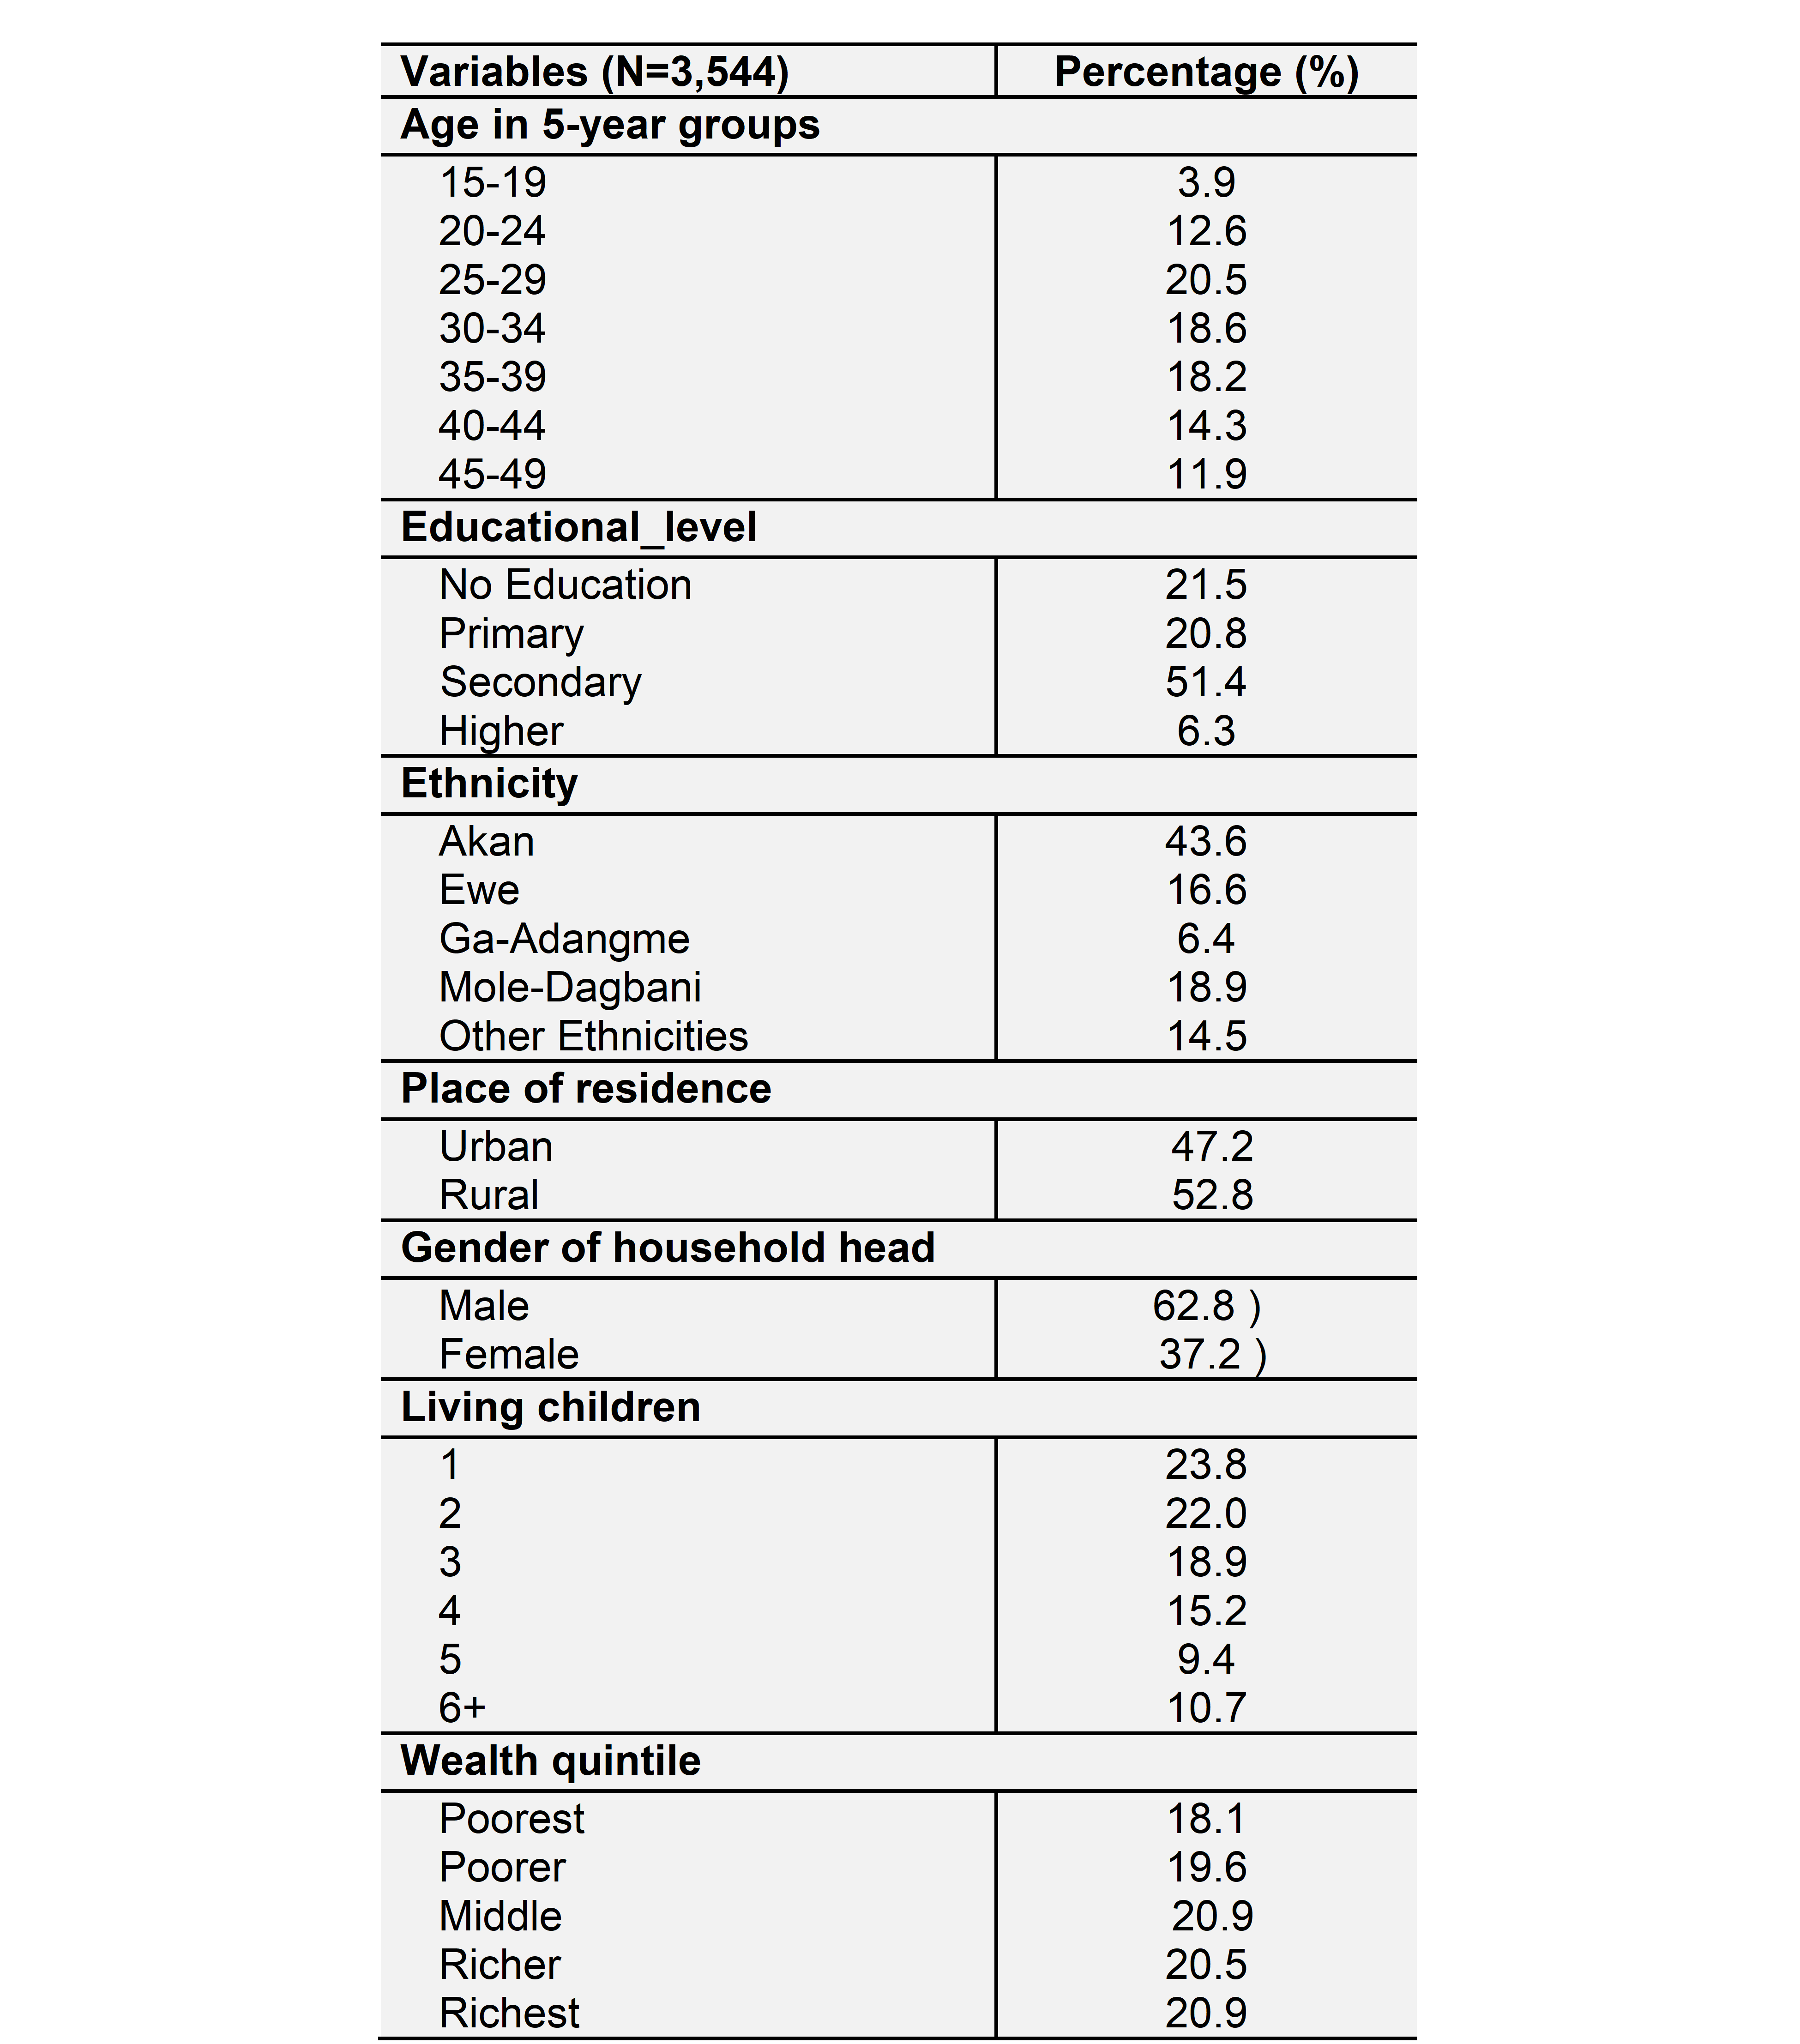 Variables (N=3,544) Percentage (%)
Age in 5-year groups
15-19 3.9
20-24 12.6
25-29 20.5
30-34 18.6
35-39 18.2
40-44 14.3
45-49 11.9
Educational_level
No Education 21.5
Primary 20.8
Secondary 51.4
Higher 6.3
Ethnicity
Akan 43.6
Ewe 16.6
Ga-Adangme 6.4
Mole-Dagbani 18.9
Other Ethnicities 14.5
Place of residence
Urban 47.2
Rural 52.8
Gender of household head
Male 62.8 )
Female 37.2 )
Living children
1 23.8
2 22.0
3 18.9
4 15.2
5 9.4
6+ 10.7
Wealth quintile
Poorest 18.1
Poorer 19.6
Middle 20.9
Richer 20.5
Richest 20.9